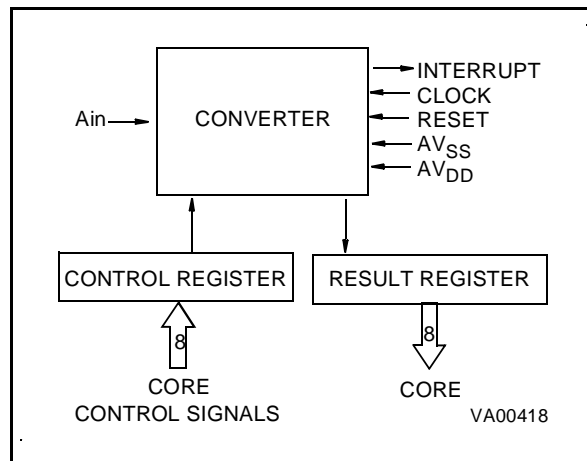 Ain
CONVERTER
INTERRUPT
CLOCK
RESET
AVSS
AVDD
CONTROL REGISTER
RESULT REGISTER
8
8
CORE
CONTROL SIGNALS
CORE
VA00418